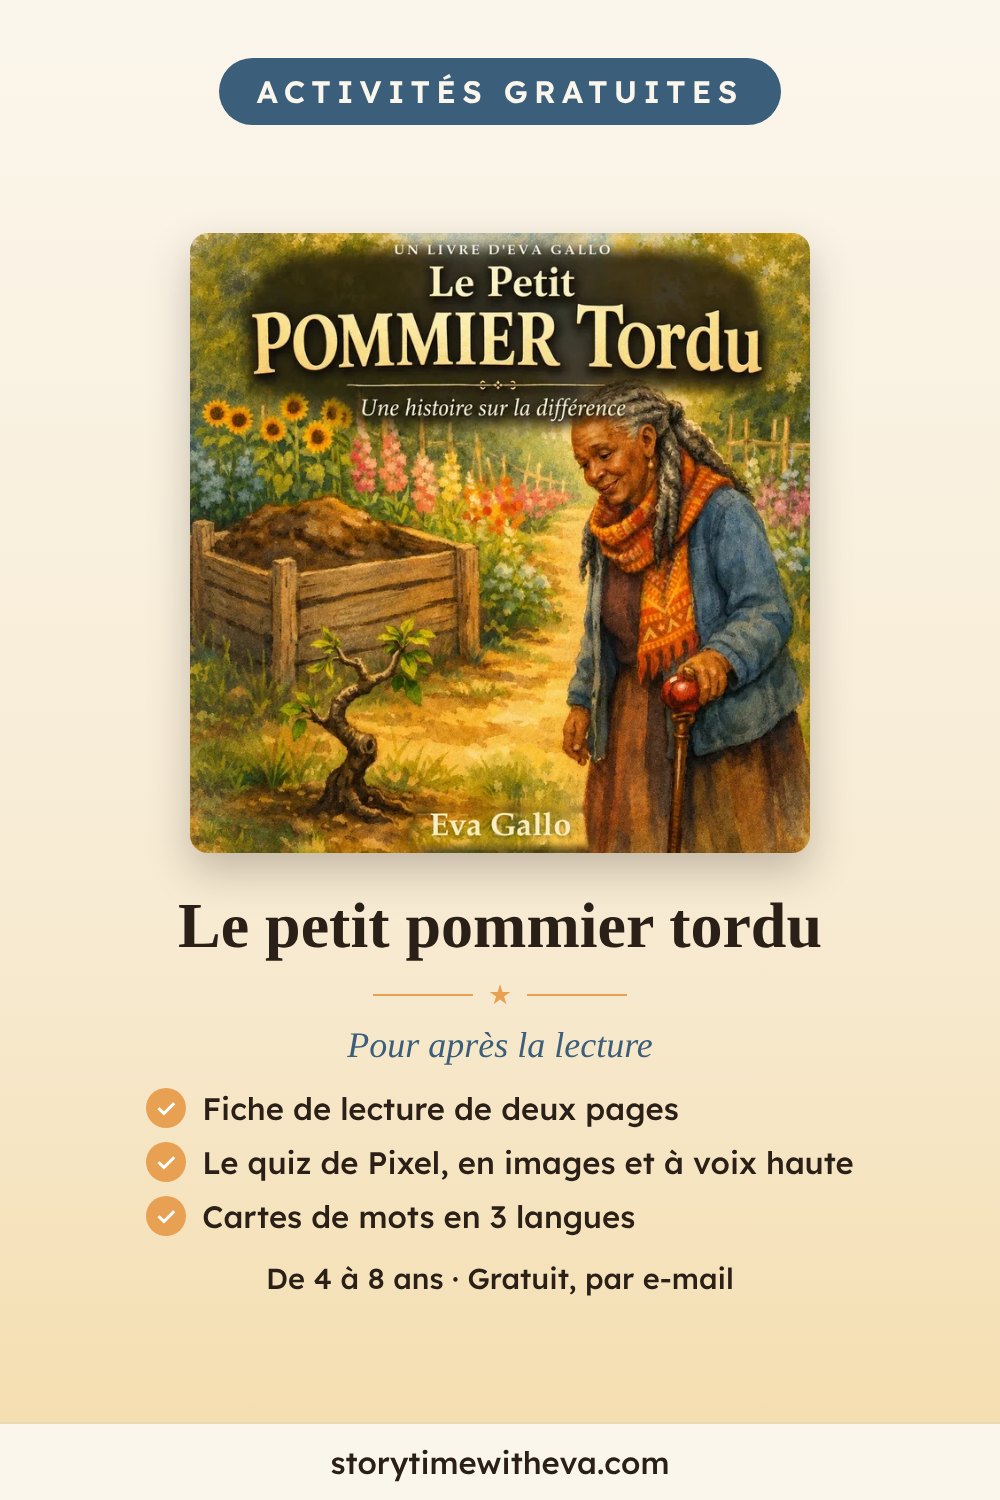 ACTIVITÉS GRATUITES
UN LIVRE D'EVA GALLO
Le Petit
POMMIER Tordu
Une histoire sur la différence
Eva Gallo
Le petit pommier tordu
Pour après la lecture
Fiche de lecture de deux pages
Le quiz de Pixel, en images et à voix haute
Cartes de mots en 3 langues
De 4 à 8 ans · Gratuit, par e-mail
storytimewitheva.com